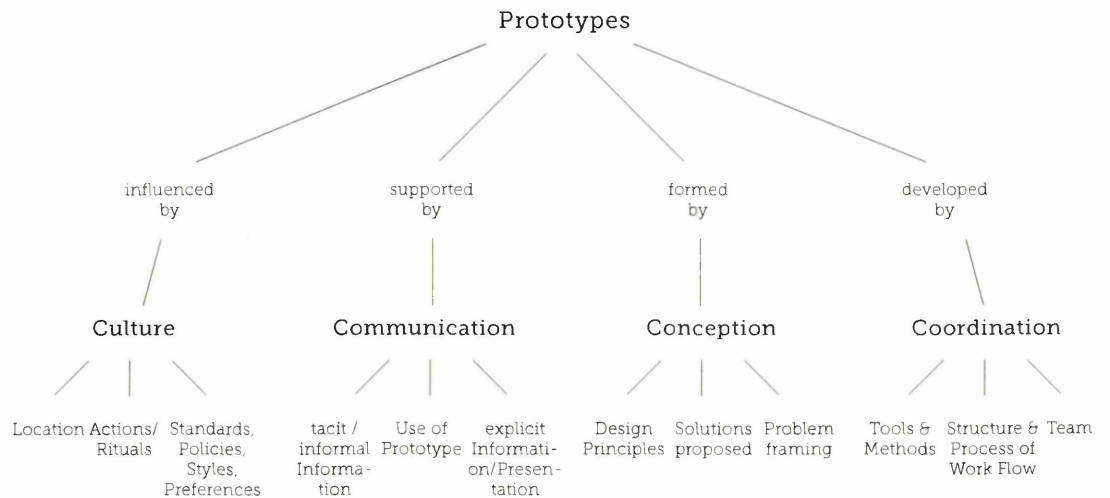 Prototypes
influenced
by
supported
by
formed
by
developed
by
Culture
Communication
Conception
Coordination
Location
Actions/
Rituals
Standards,
Policies,
Styles,
Preferences
tacit /
informal
Informa-
tion
Use of
Prototype
explicit
Informati-
on/Presen-
tation
Design
Principles
Solutions
proposed
Problem
framing
Tools &
Methods
Structure &
Process of
Work Flow
Team